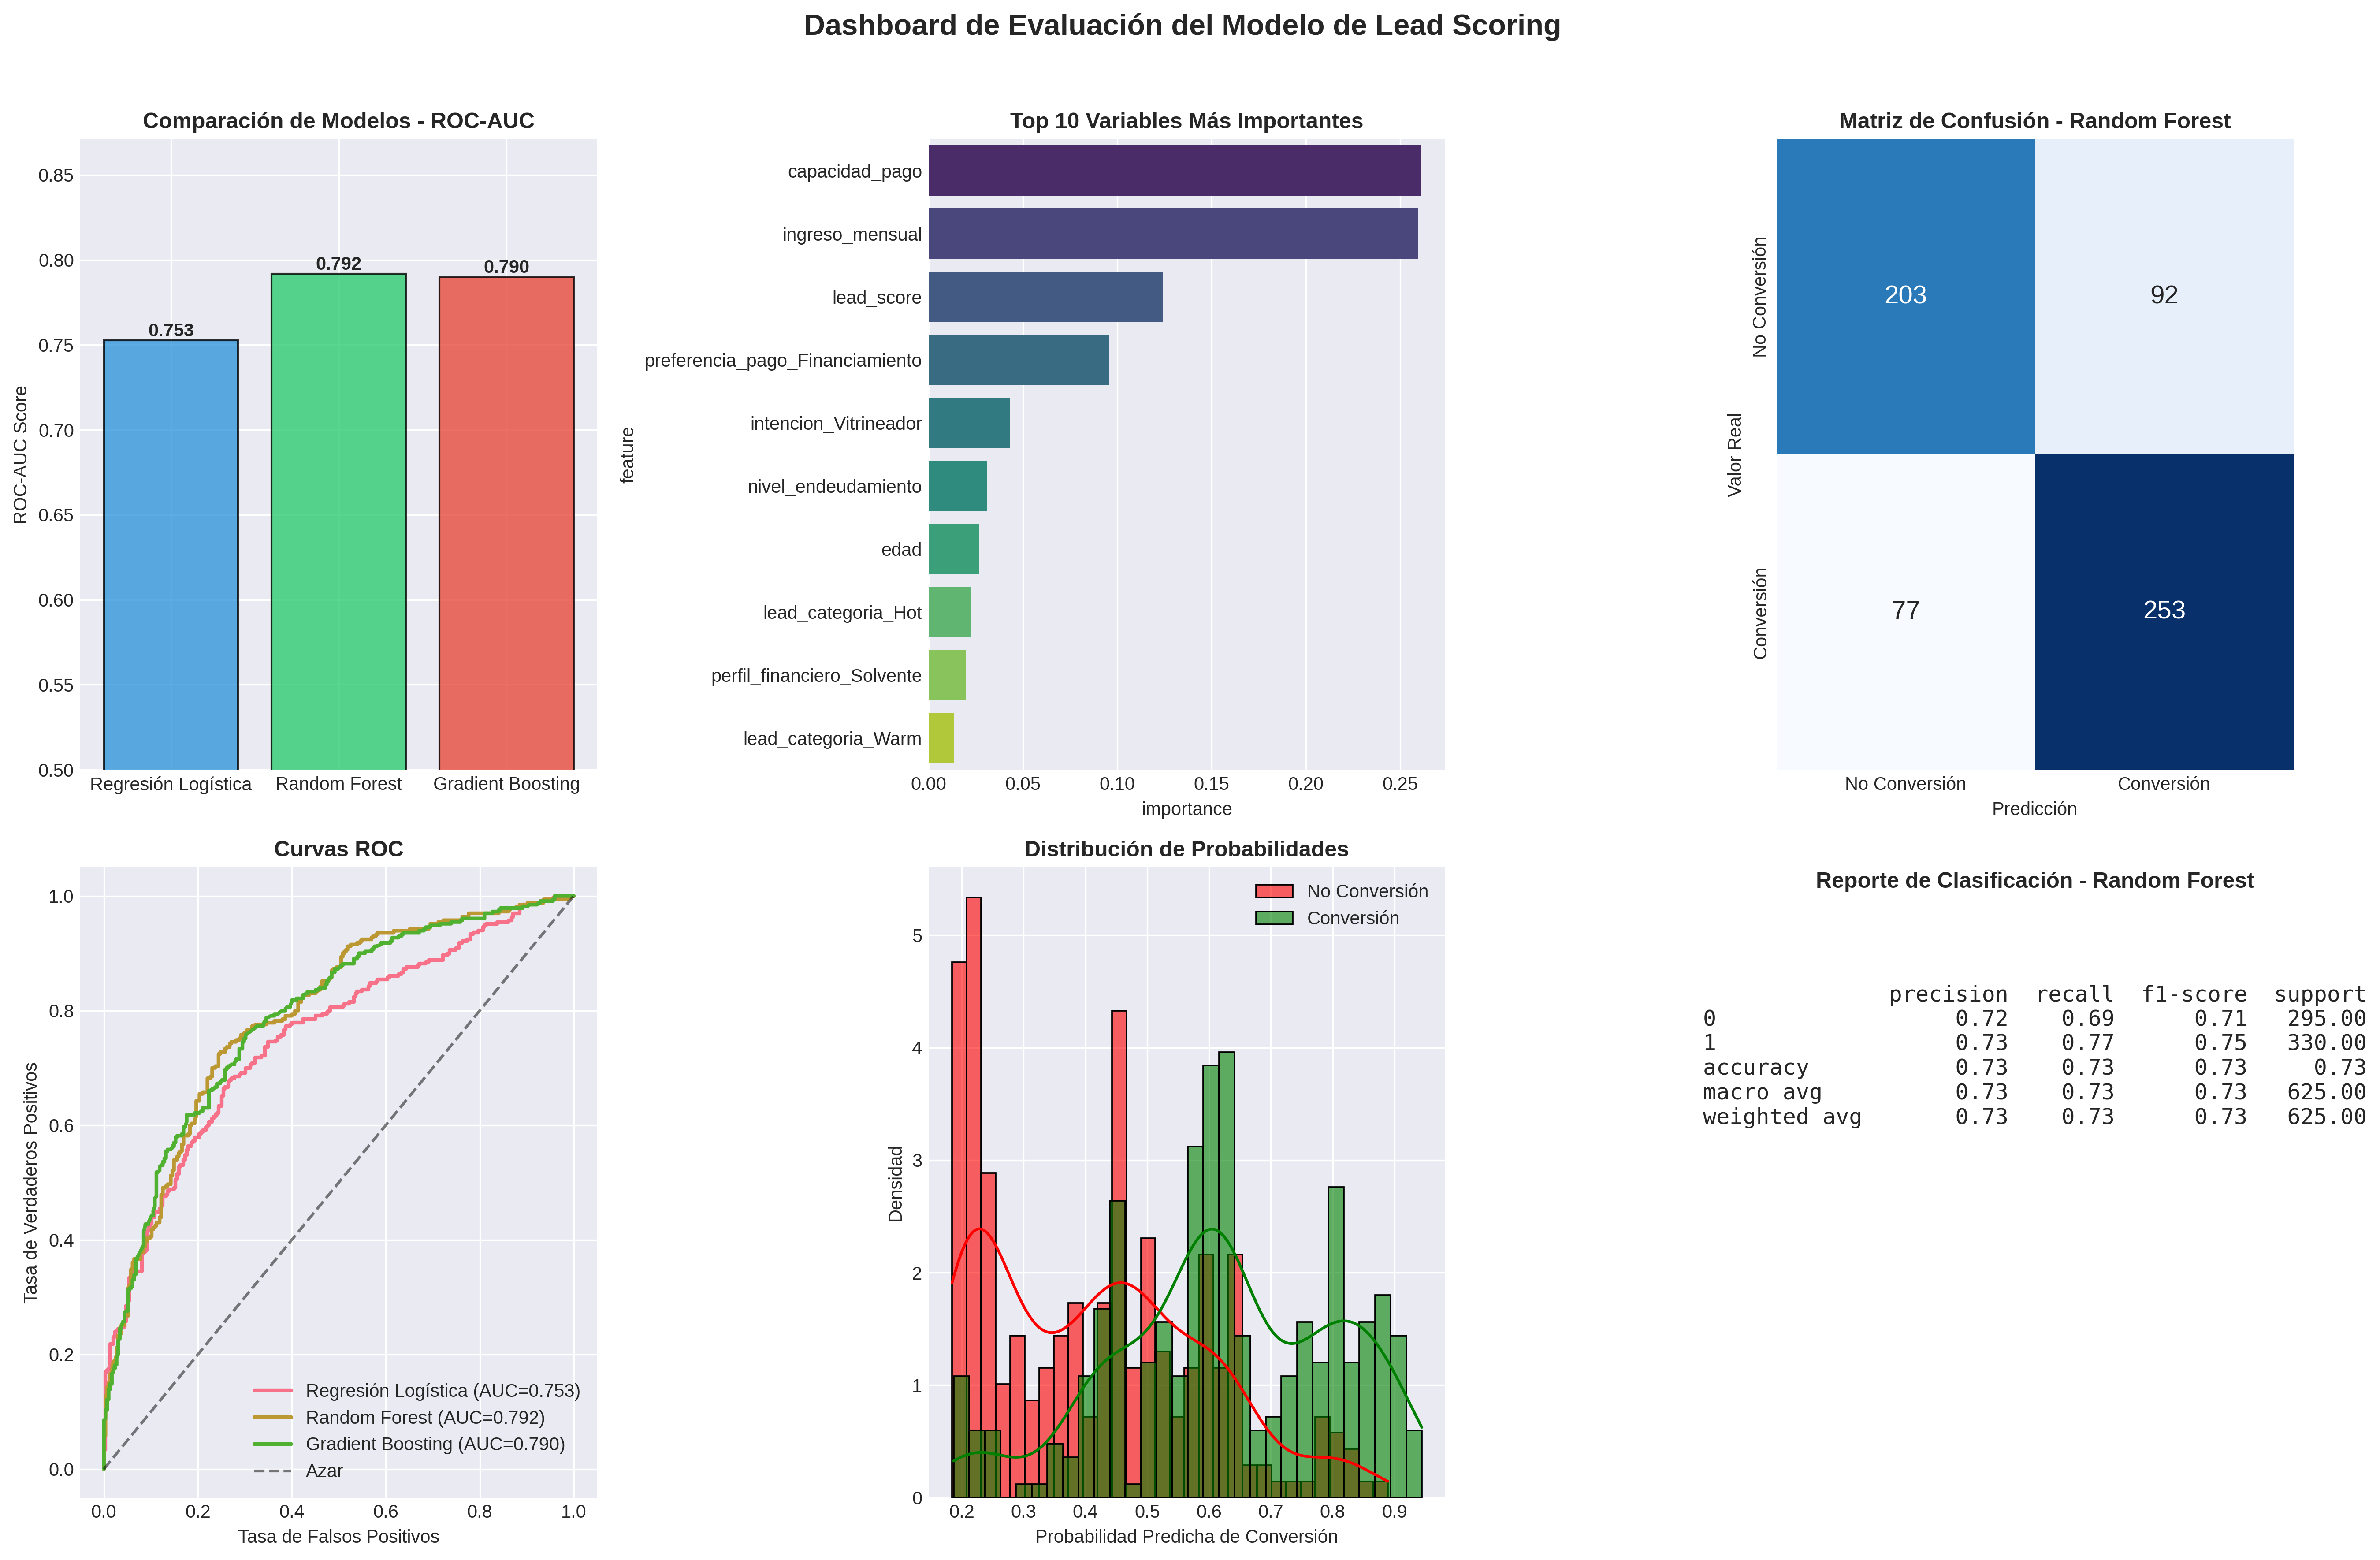 Dashboard de Evaluación del Modelo de Lead Scoring
Comparación de Modelos - ROC-AUC
ROC-AUC Score
0.85
0.80
0.75
0.70
0.65
0.60
0.55
0.50
0.753
0.792
0.790
Regresión Logística
Random Forest
Gradient Boosting
Top 10 Variables Más Importantes
feature
capacidad_pago
ingreso_mensual
lead_score
preferencia_pago_Financiamiento
intencion_Vitrineador
nivel_endeudamiento
edad
lead_categoria_Hot
perfil_financiero_Solvente
lead_categoria_Warm
0.00 0.05 0.10 0.15 0.20 0.25
importance
Matriz de Confusión - Random Forest
Valor Real
No Conversión
Conversión
203 92
77 253
No Conversión Conversión
Predicción
Curvas ROC
Tasa de Verdaderos Positivos
1.0
0.8
0.6
0.4
0.2
0.0
Regresión Logística (AUC=0.753)
Random Forest (AUC=0.792)
Gradient Boosting (AUC=0.790)
Azar
0.0 0.2 0.4 0.6 0.8 1.0
Tasa de Falsos Positivos
Distribución de Probabilidades
No Conversión
Conversión
Densidad
5
4
3
2
1
0
0.2 0.3 0.4 0.5 0.6 0.7 0.8 0.9
Probabilidad Predicha de Conversión
Reporte de Clasificación - Random Forest
precision recall f1-score support
0 0.72 0.69 0.71 295.00
1 0.73 0.77 0.75 330.00
accuracy 0.73 0.73 0.73 0.73
macro avg 0.73 0.73 0.73 625.00
weighted avg 0.73 0.73 0.73 625.00